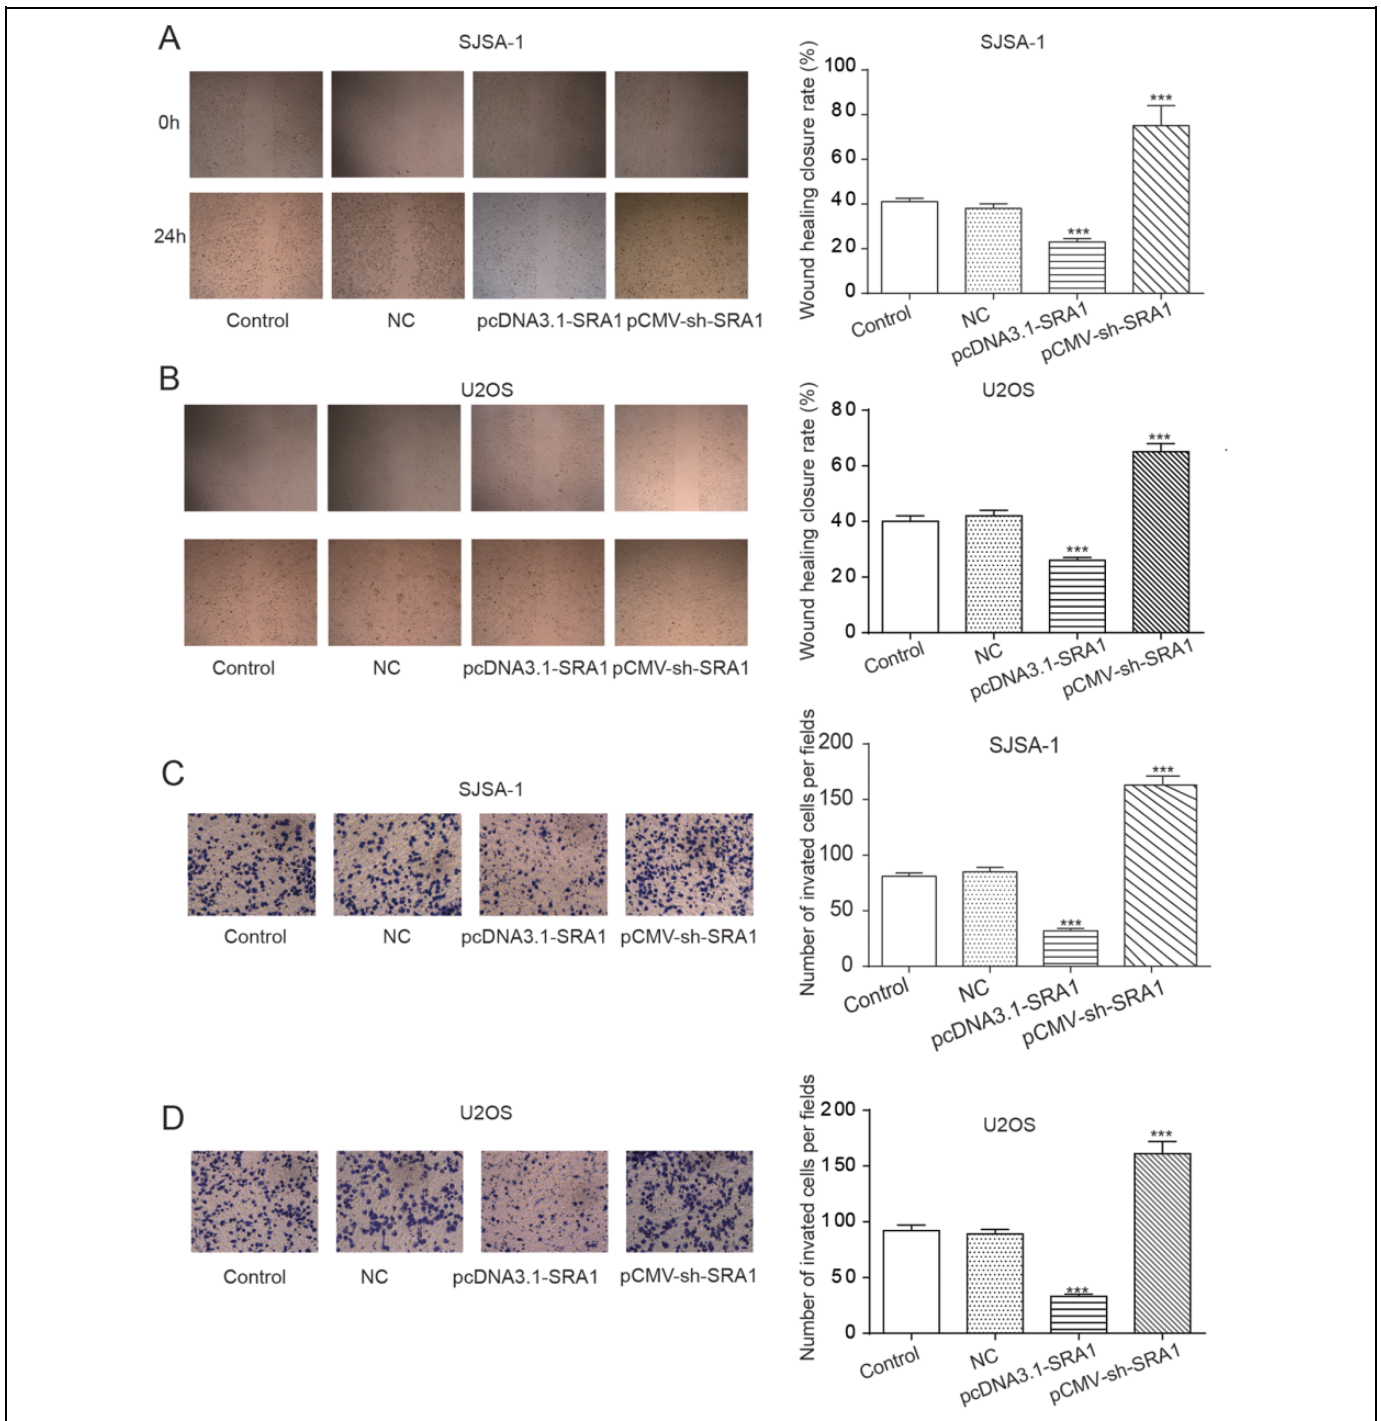 A
SJSA-1
0h
24h
Control NC pcDNA3.1-SRA1 pCMV-sh-SRA1
SJSA-1
Wound healing closure rate (%)
100
80
60
40
20
0
***
***
Control NC pcDNA3.1-SRA1 pCMV-sh-SRA1
B
U2OS
Control NC pcDNA3.1-SRA1 pCMV-sh-SRA1
U2OS
Wound healing closure rate (%)
80
60
40
20
0
***
***
Control NC pcDNA3.1-SRA1 pCMV-sh-SRA1
C
SJSA-1
Control NC pcDNA3.1-SRA1 pCMV-sh-SRA1
SJSA-1
Number of invated cells per fields
200
150
100
50
0
***
***
Control NC pcDNA3.1-SRA1 pCMV-sh-SRA1
D
U2OS
Control NC pcDNA3.1-SRA1 pCMV-sh-SRA1
U2OS
Number of invated cells per fields
200
150
100
50
0
***
***
Control NC pcDNA3.1-SRA1 pCMV-sh-SRA1